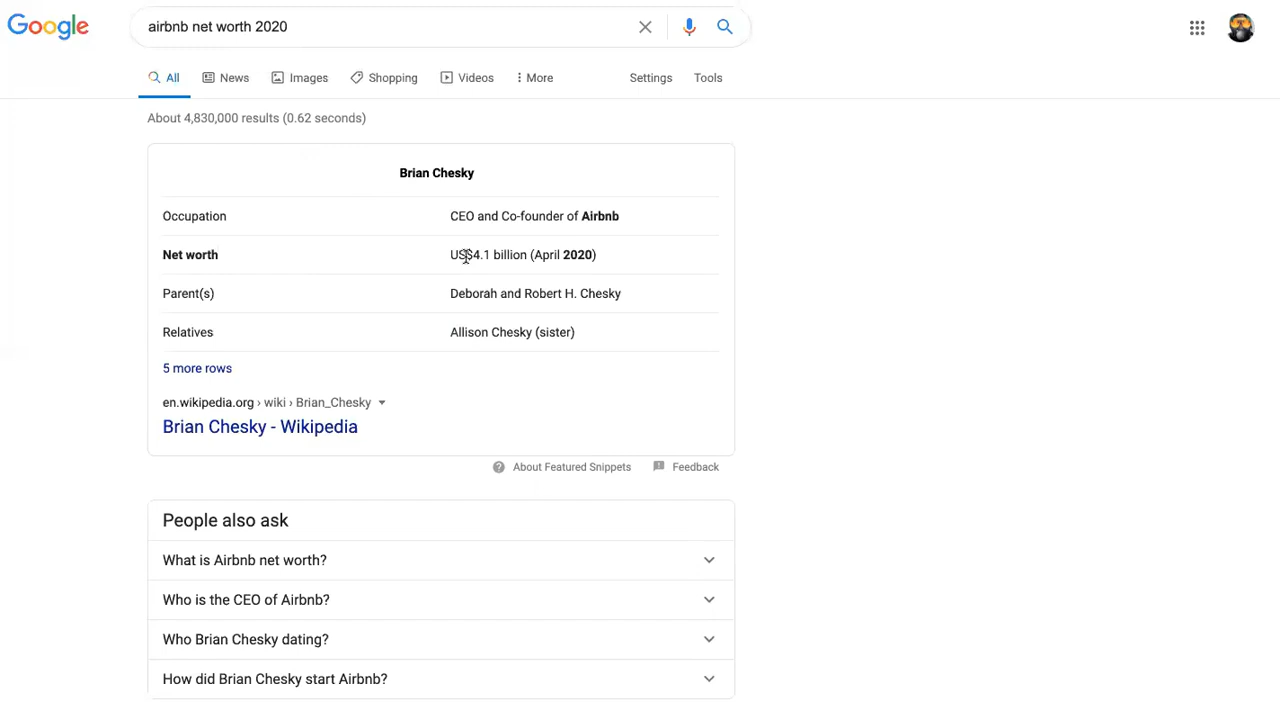 Google
airbnb net worth 2020
All News Images Shopping Videos More Settings Tools
About 4,830,000 results (0.62 seconds)
Brian Chesky
Occupation CEO and Co-founder of Airbnb
Net worth US$4.1 billion (April 2020)
Parent(s) Deborah and Robert H. Chesky
Relatives Allison Chesky (sister)
5 more rows
en.wikipedia.org › wiki › Brian_Chesky
Brian Chesky - Wikipedia
About Featured Snippets Feedback
People also ask
What is Airbnb net worth?
Who is the CEO of Airbnb?
Who Brian Chesky dating?
How did Brian Chesky start Airbnb?